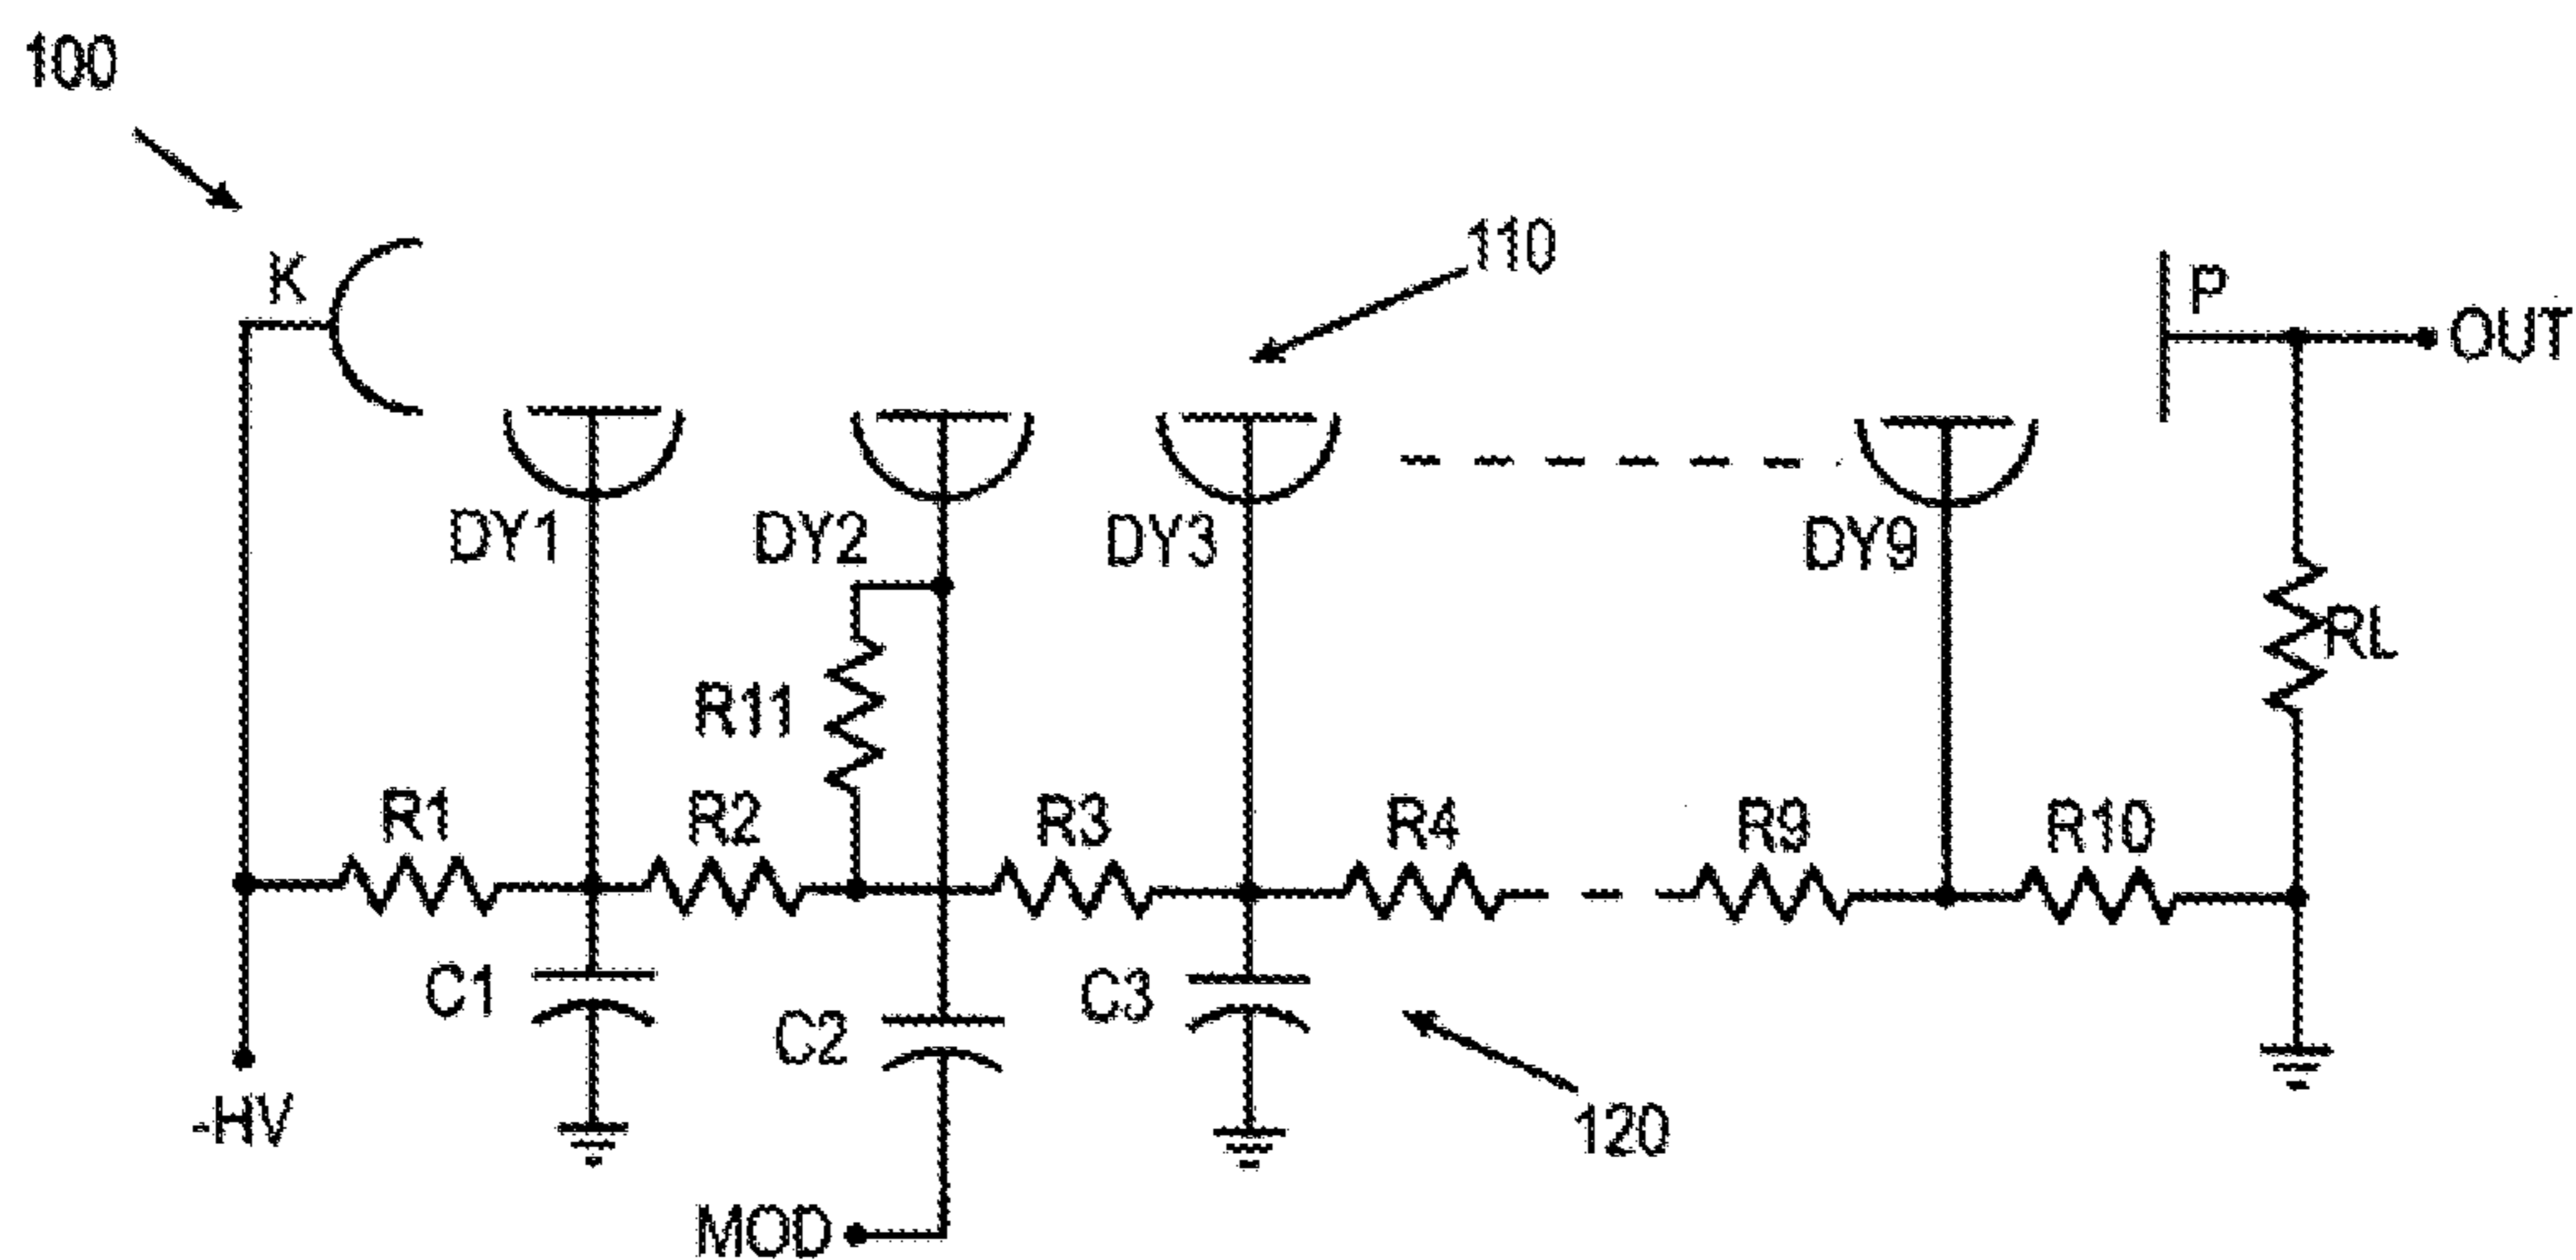 100
K
110
P
OUT
DY1
DY2
DY3
DY9
RL
R11
R1
R2
R3
R4
R9
R10
C1
C2
C3
-HV
120
MOD